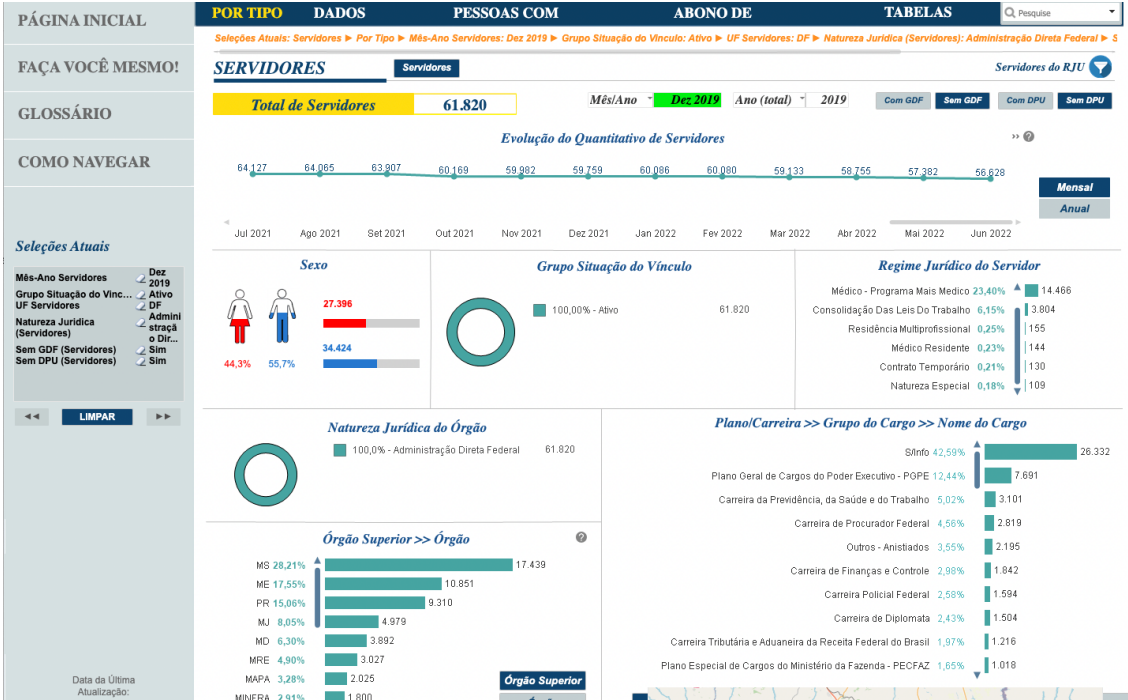 PÁGINA INICIAL
FAÇA VOCÊ MESMO!
GLOSSÁRIO
COMO NAVEGAR
POR TIPO DADOS PESSOAS COM ABONO DE TABELAS Pesquise
Seleções Atuais: Servidores ► Por Tipo ► Mês-Ano Servidores: Dez 2019 ► Grupo Situação do Vinculo: Ativo ► UF Servidores: DF ► Natureza Jurídica (Servidores): Administração Direta Federal ► S
SERVIDORES Servidores Servidores do RJU
Total de Servidores 61.820 Mês/Ano Dez 2019 Ano (total) 2019 Com GDF Sem GDF Com DPU Sem DPU
Evolução do Quantitativo de Servidores ›› ?
64.127 64.065 63.907 60.169 59.982 59.759 60.086 60.080 59.133 58.755 57.382 56.628
Mensal
Anual
Jul 2021 Ago 2021 Set 2021 Out 2021 Nov 2021 Dez 2021 Jan 2022 Fev 2022 Mar 2022 Abr 2022 Mai 2022 Jun 2022
Seleções Atuais
Mês-Ano Servidores Dez 2019
Grupo Situação do Vinc... Ativo
UF Servidores DF
Natureza Jurídica (Servidores) Admini
straçã
o Dir...
Sem GDF (Servidores) Sim
Sem DPU (Servidores) Sim
◄◄ LIMPAR ►►
Sexo
27.396
34.424
44,3% 55,7%
Grupo Situação do Vínculo
100,00% - Ativo 61.820
Regime Jurídico do Servidor
Médico - Programa Mais Medico 23,40% 14.466
Consolidação Das Leis Do Trabalho 6,15% 3.804
Residência Multiprofissional 0,25% 155
Médico Residente 0,23% 144
Contrato Temporário 0,21% 130
Natureza Especial 0,18% 109
Natureza Jurídica do Órgão
100,0% - Administração Direta Federal 61.820
Plano/Carreira >> Grupo do Cargo >> Nome do Cargo
S/Info 42,59% 26.332
Plano Geral de Cargos do Poder Executivo - PGPE 12,44% 7.691
Carreira da Previdência, da Saúde e do Trabalho 5,02% 3.101
Carreira de Procurador Federal 4,56% 2.819
Outros - Anistiados 3,55% 2.195
Carreira de Finanças e Controle 2,98% 1.842
Carreira Policial Federal 2,58% 1.594
Carreira de Diplomata 2,43% 1.504
Carreira Tributária e Aduaneira da Receita Federal do Brasil 1,97% 1.216
Plano Especial de Cargos do Ministério da Fazenda - PECFAZ 1,65% 1.018
Órgão Superior >> Órgão ?
MS 28,21% 17.439
ME 17,55% 10.851
PR 15,06% 9.310
MJ 8,05% 4.979
MD 6,30% 3.892
MRE 4,90% 3.027
MAPA 3,28% 2.025
MINFRA 2,91% 1.800
Órgão Superior
Data da Última
Atualização: